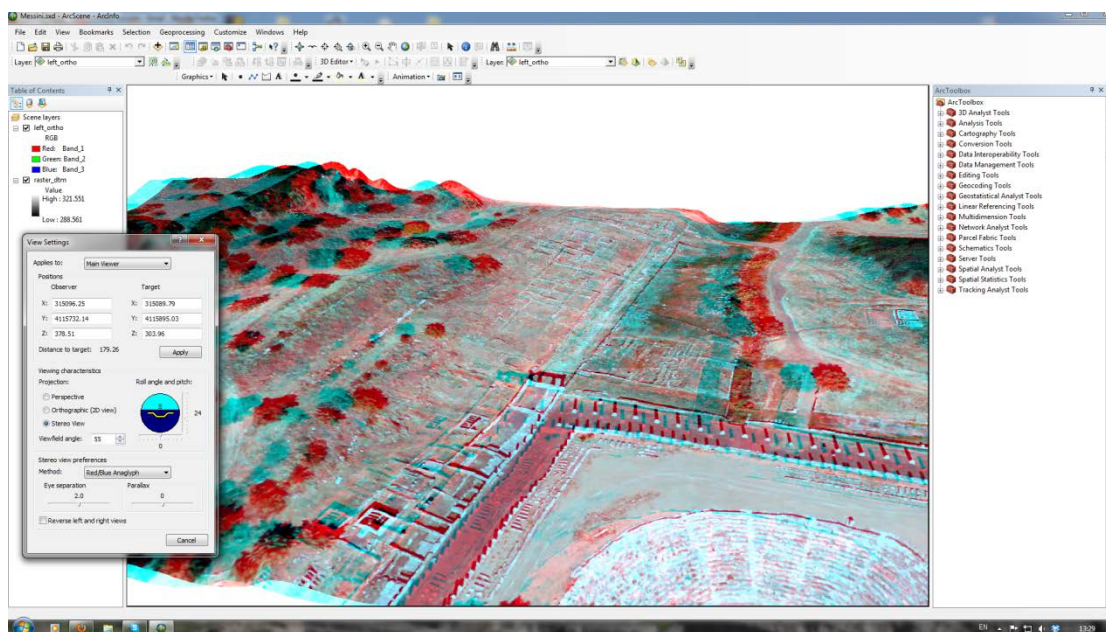 Messini.sxd - ArcScene - ArcInfo
File Edit View Bookmarks Selection Geoprocessing Customize Windows Help
Layer: left_ortho 3D Editor Layer: left_ortho
Graphics A A Animation
Table of Contents
Scene layers
left_ortho
RGB
Red: Band_1
Green: Band_2
Blue: Band_3
raster_dtm
Value
High : 321.551
Low : 288.561
View Settings
Applies to: Main Viewer
Positions
Observer Target
X: 315096.25 X: 315089.79
Y: 4115732.14 Y: 4115895.03
Z: 378.51 Z: 303.96
Distance to target: 179.26 Apply
Viewing characteristics
Projection: Roll angle and pitch:
Perspective
Orthographic (2D view)
24
Stereo View
Viewfield angle: 55
0
Stereo view preferences
Method: Red/Blue Anaglyph
Eye separation Parallax
2.0 0
Reverse left and right views
Cancel
ArcToolbox
ArcToolbox
3D Analyst Tools
Analysis Tools
Cartography Tools
Conversion Tools
Data Interoperability Tools
Data Management Tools
Editing Tools
Geocoding Tools
Geostatistical Analyst Tools
Linear Referencing Tools
Multidimension Tools
Network Analyst Tools
Parcel Fabric Tools
Schematics Tools
Server Tools
Spatial Analyst Tools
Spatial Statistics Tools
Tracking Analyst Tools
EN 13:29